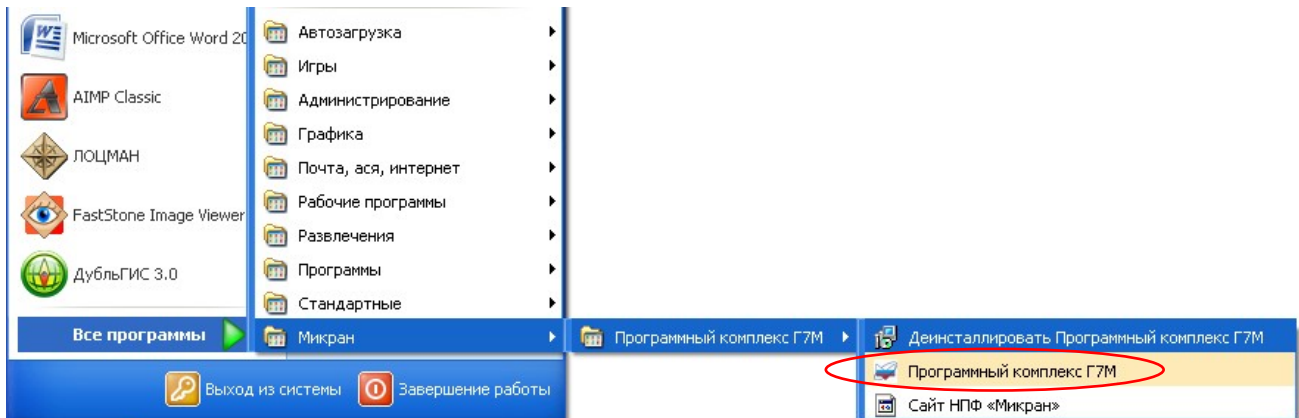 Microsoft Office Word 20
AIMP Classic
ЛОЦМАН
FastStone Image Viewer
ДубльГИС 3.0
Все программы
Автозагрузка
Игры
Администрирование
Графика
Почта, ася, интернет
Рабочие программы
Развлечения
Программы
Стандартные
Микран
Программный комплекс Г7М
Деинсталлировать Программный комплекс Г7М
Программный комплекс Г7М
Сайт НПФ «Микран»
Выход из системы
Завершение работы